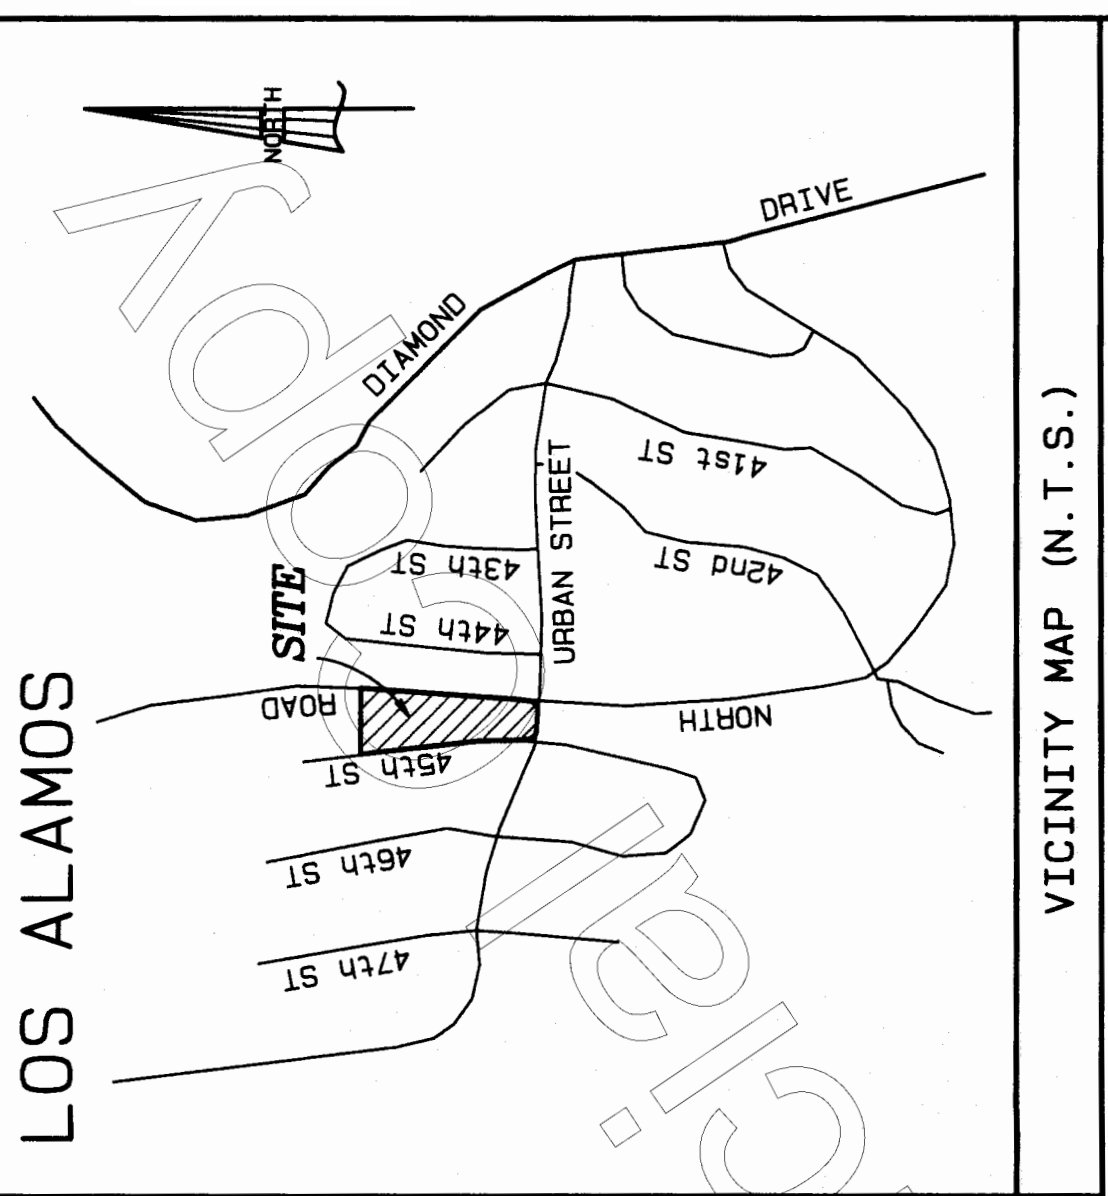 NORTH
DRIVE
DIAMOND
41st ST
42nd ST
43rd ST
44th ST
URBAN STREET
SITE
ROAD
NORTH
45th ST
46th ST
47th ST
LOS ALAMOS
VICINITY MAP (N.T.S.)